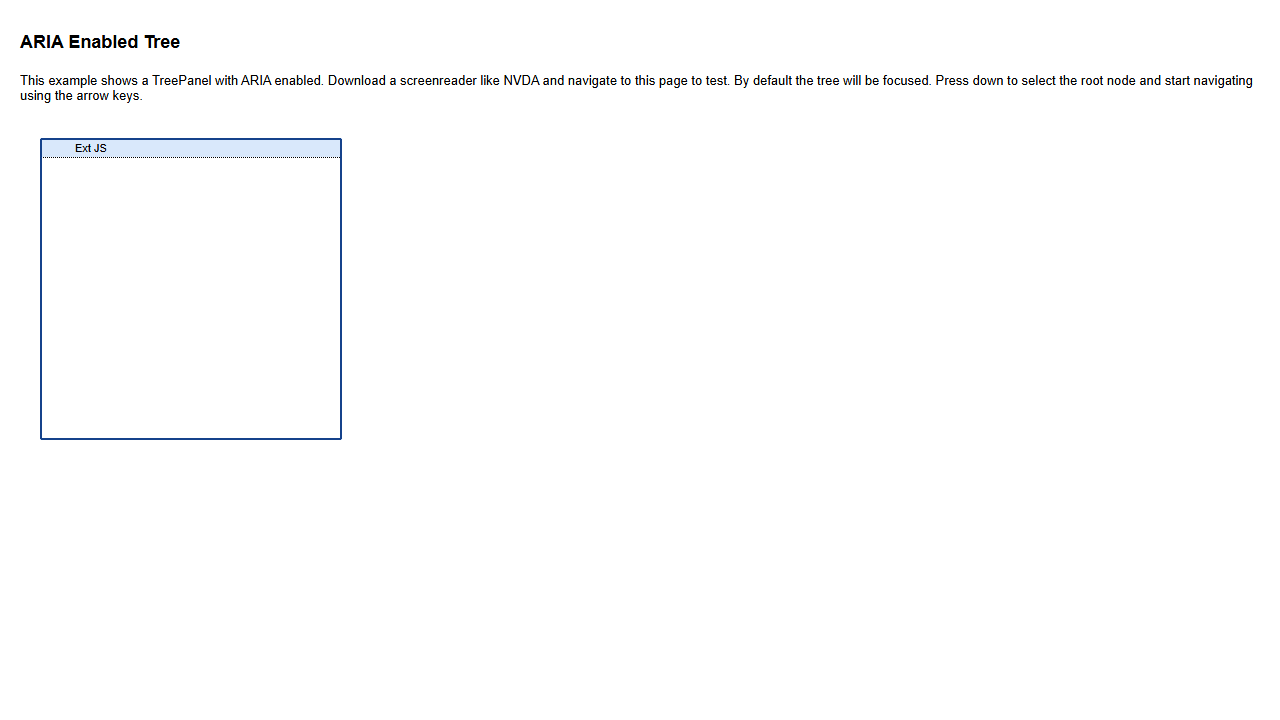 ARIA Enabled Tree
This example shows a TreePanel with ARIA enabled. Download a screenreader like NVDA and navigate to this page to test. By default the tree will be focused. Press down to select the root node and start navigating
using the arrow keys.
Ext JS